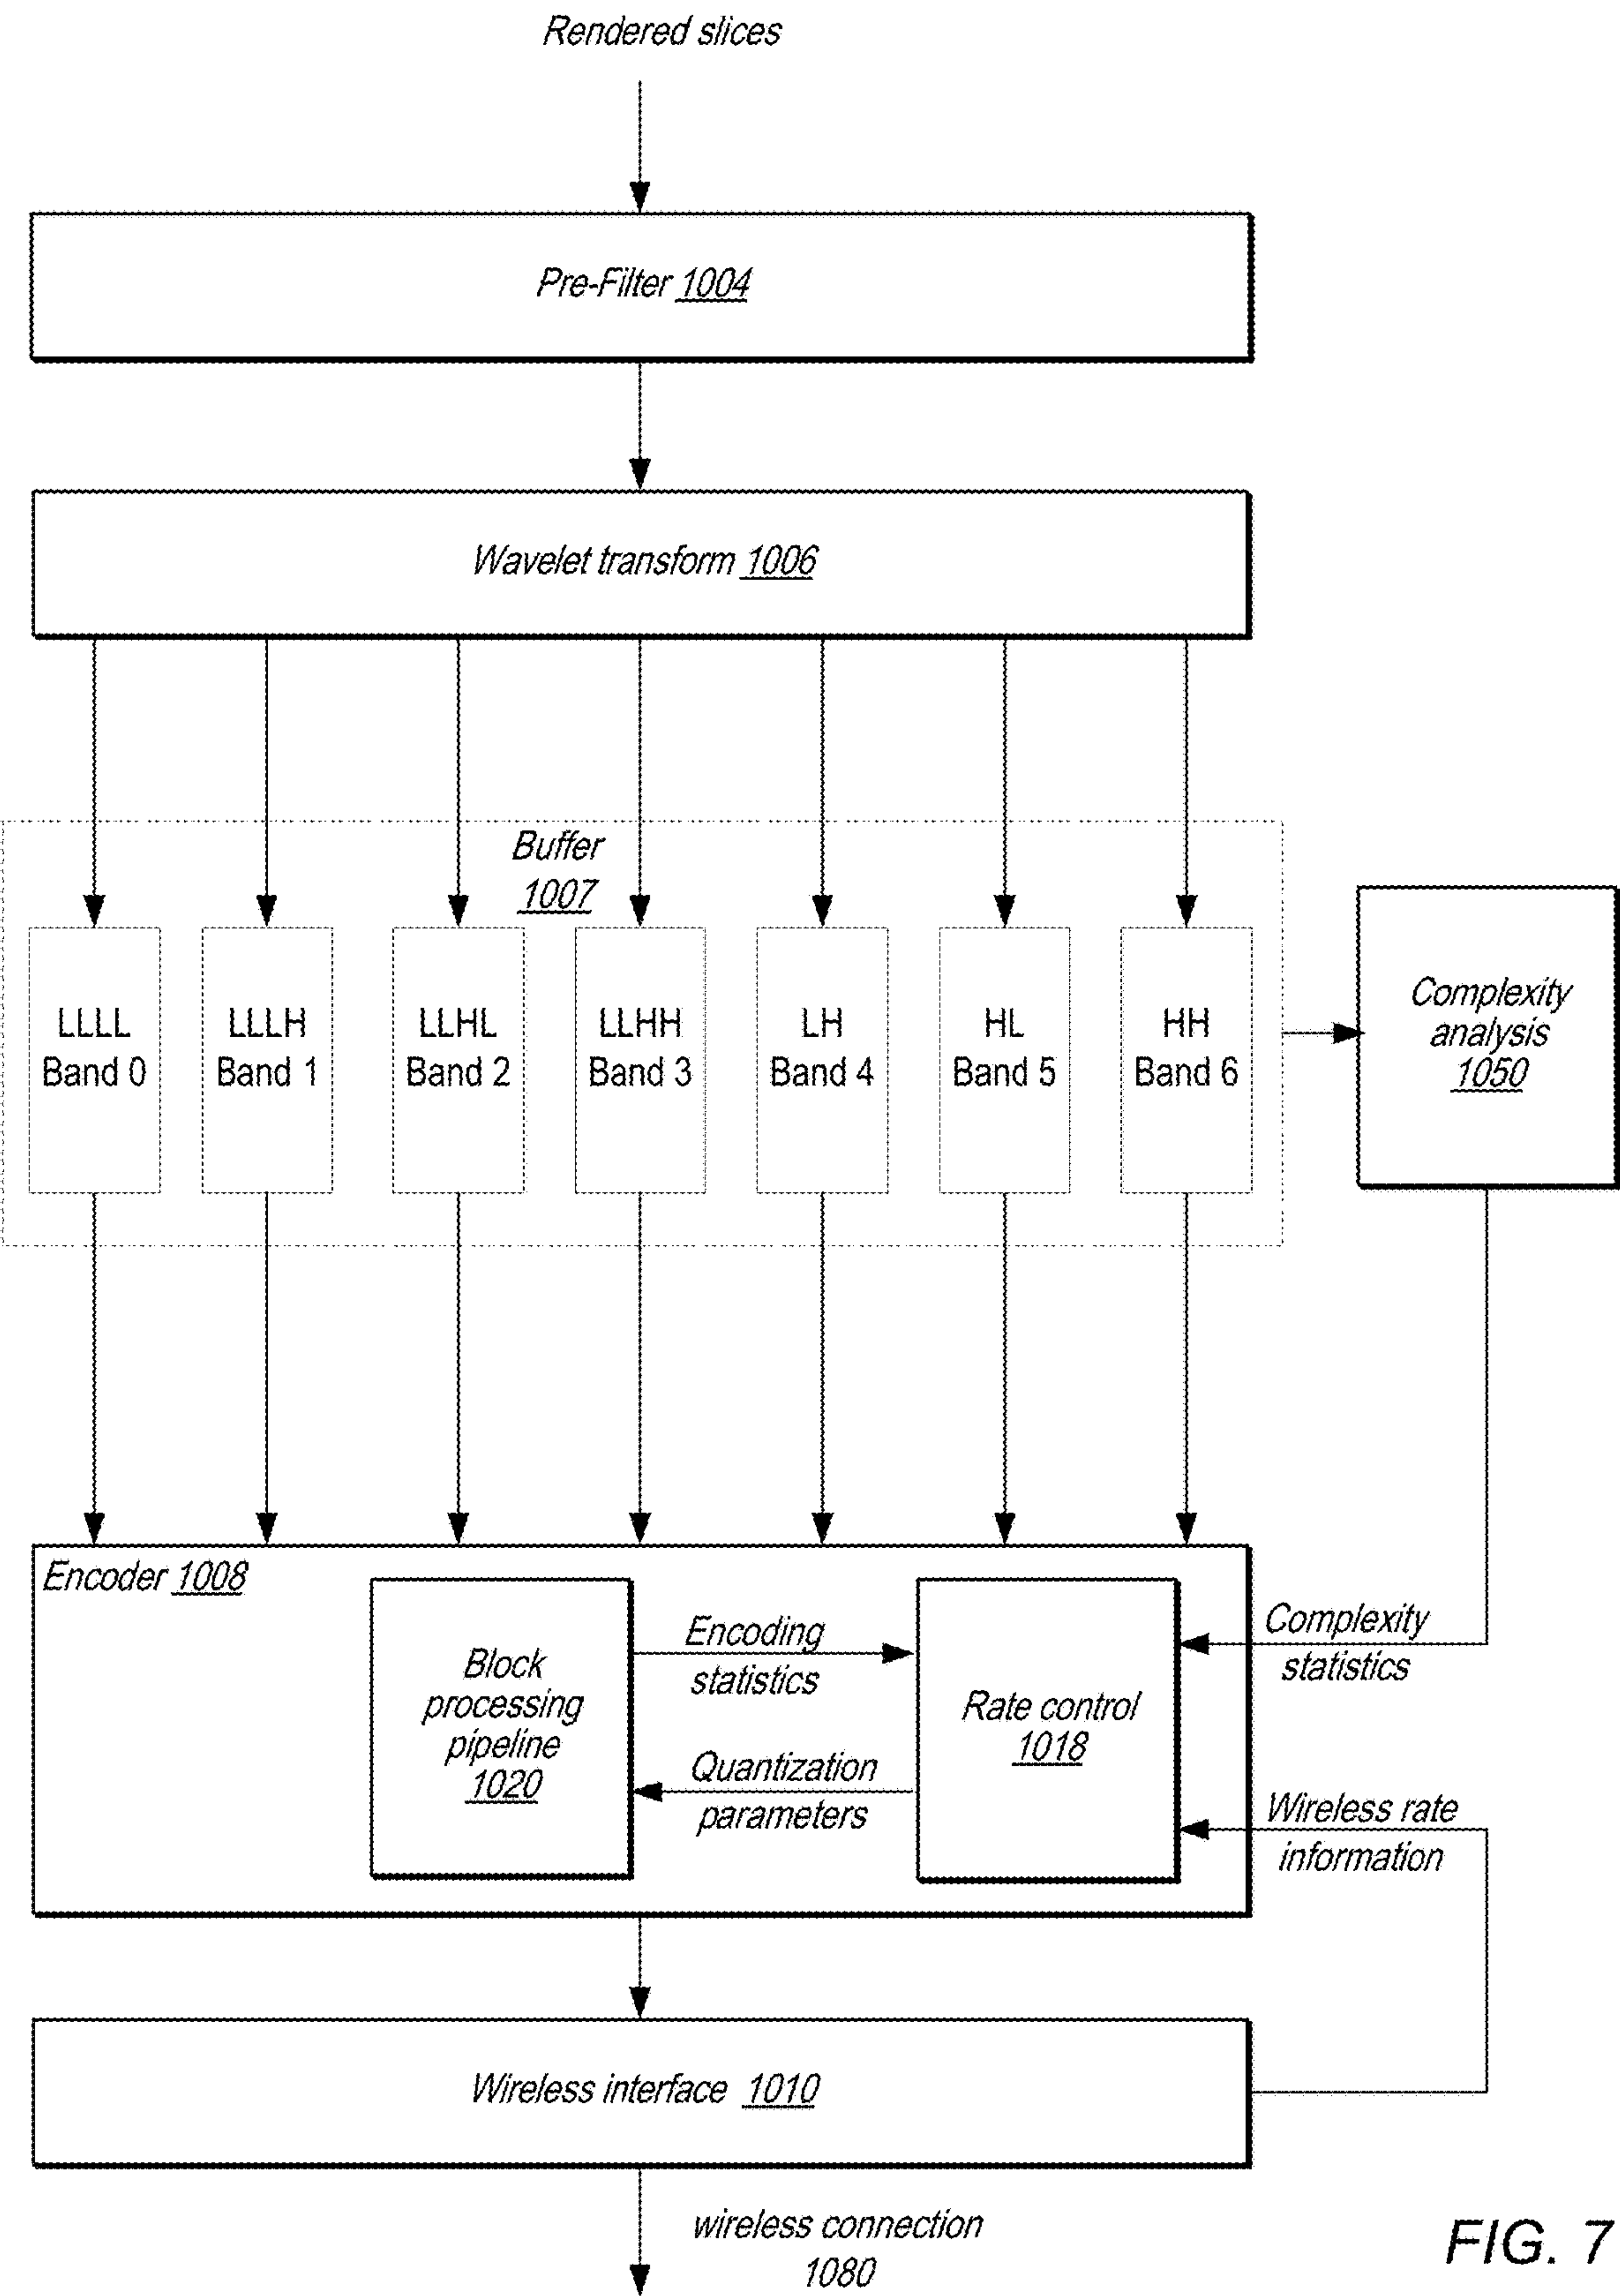 Rendered slices
Pre-Filter 1004
Wavelet transform 1006
Buffer
1007
LLLL
Band 0
LLLH
Band 1
LLHL
Band 2
LLHH
Band 3
LH
Band 4
HL
Band 5
HH
Band 6
Complexity
analysis
1050
Encoder 1008
Block
processing
pipeline
1020
Encoding
statistics
Quantization
parameters
Rate control
1018
Complexity
statistics
Wireless rate
information
Wireless interface 1010
wireless connection
1080
FIG. 7